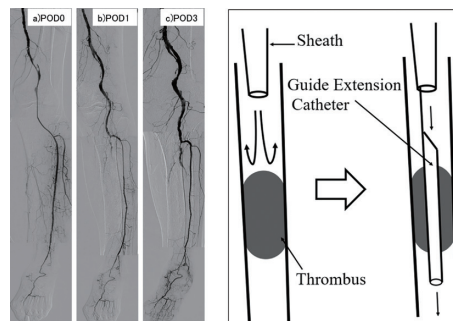 a)POD0
b)POD1
c)POD3
Sheath
Guide Extension
Catheter
Thrombus